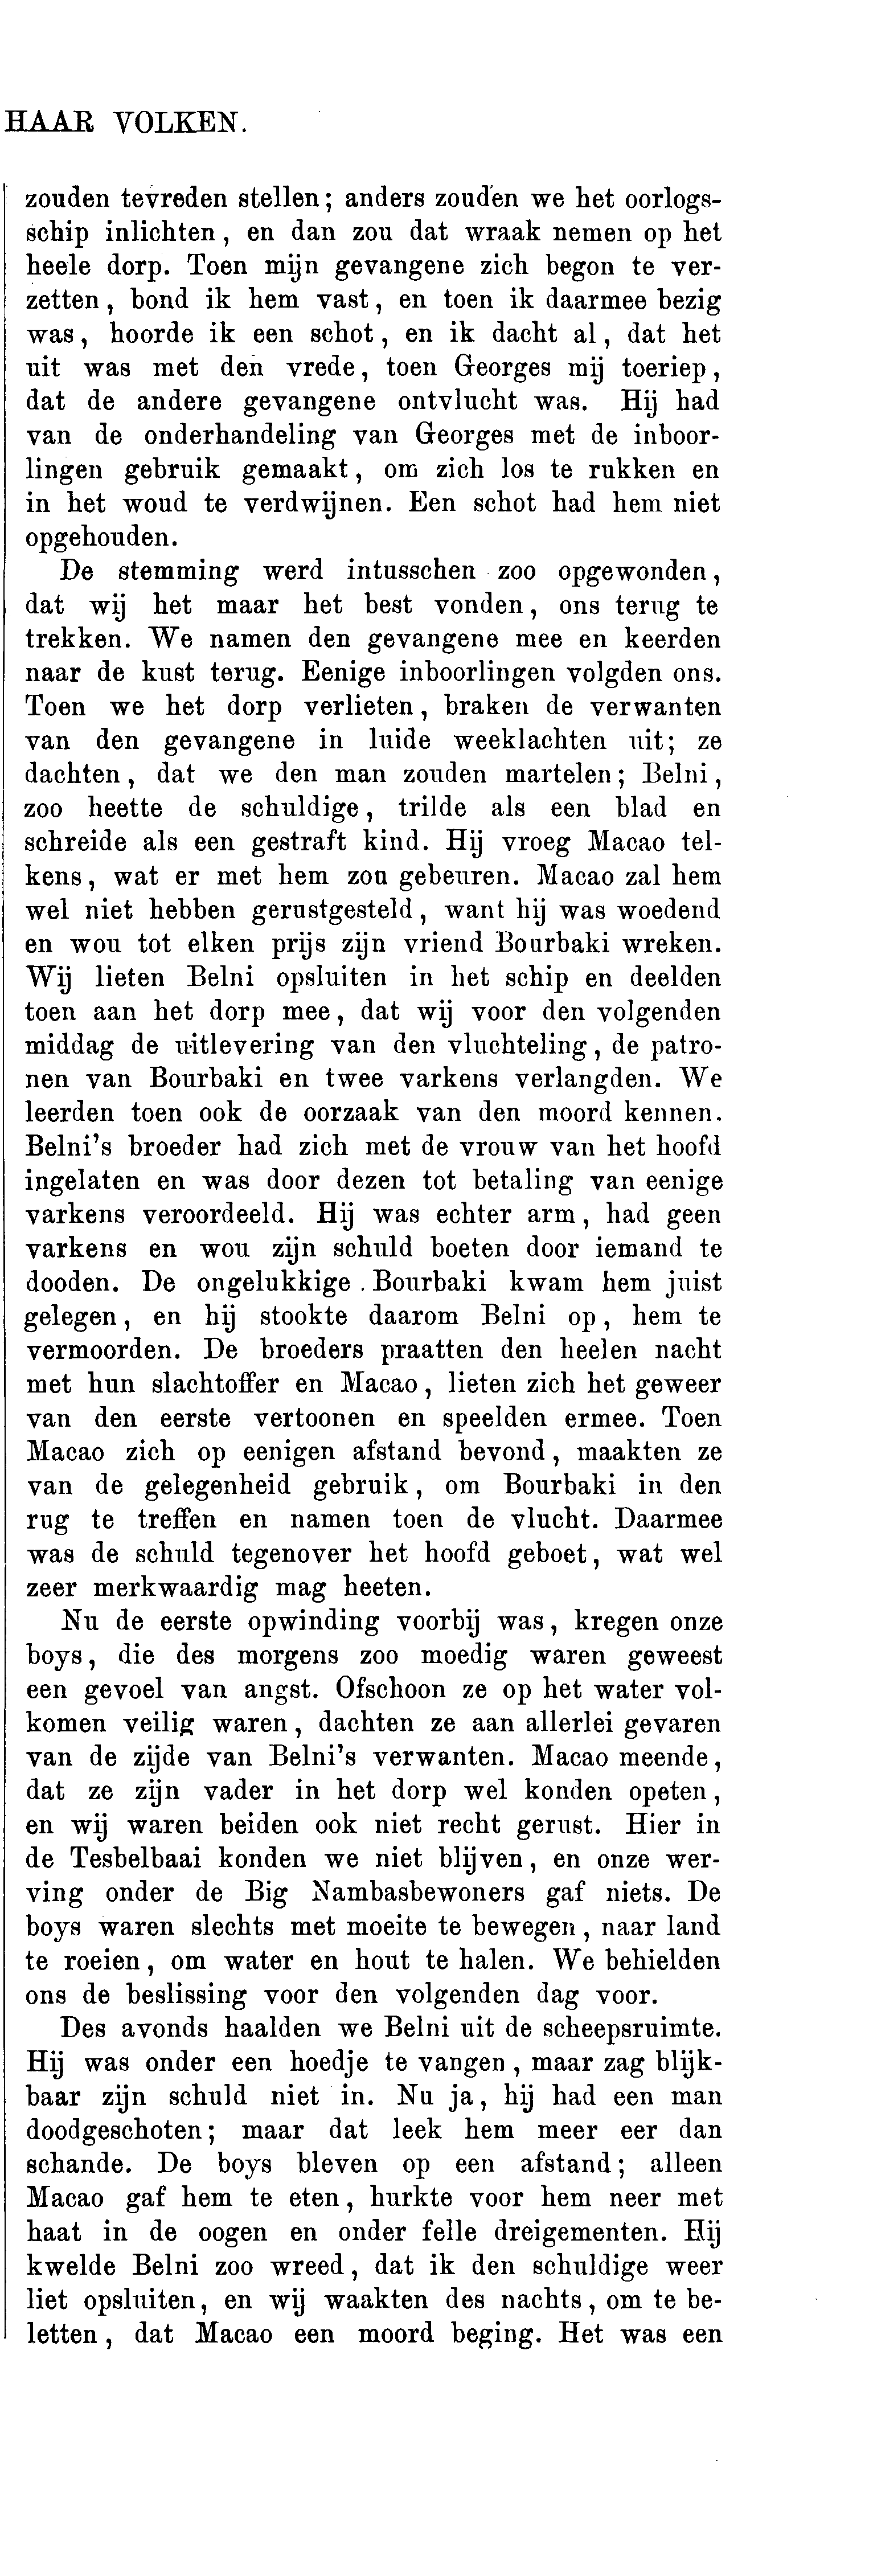 HAAR VOLKEN.
zouden tevreden stellen; anders zouden we het oorlogs-
schip inlichten, en dan zou dat wraak nemen op het
heele dorp. Toen mijn gevangene zich begon te ver-
zetten, bond ik hem vast, en toen ik daarmee bezig
was, hoorde ik een schot, en ik dacht al, dat het
uit was met den vrede, toen Georges mij toeriep,
dat de andere gevangene ontvlucht was. Hij had
van de onderhandeling van Georges met de inboor-
lingen gebruik gemaakt, om zich los te rukken en
in het woud te verdwijnen. Een schot had hem niet
opgehouden.
De stemming werd intusschen zoo opgewonden,
dat wij het maar het best vonden, ons terug te
trekken. We namen den gevangene mee en keerden
naar de kust terug. Eenige inboorlingen volgden ons.
Toen we het dorp verlieten, braken de verwanten
van den gevangene in luide weeklachten uit; ze
dachten, dat we den man zouden martelen; Belni,
zoo heette de schuldige, trilde als een blad en
schreide als een gestraft kind. Hij vroeg Macao tel-
kens, wat er met hem zou gebeuren. Macao zal hem
wel niet hebben gerustgesteld, want hij was woedend
en wou tot elken prijs zijn vriend Bourbaki wreken.
Wij lieten Belni opsluiten in het schip en deelden
toen aan het dorp mee, dat wij voor den volgenden
middag de uitlevering van den vluchteling, de patro-
nen van Bourbaki en twee varkens verlangden. We
leerden toen ook de oorzaak van den moord kennen.
Belni's broeder had zich met de vrouw van het hoofd
ingelaten en was door dezen tot betaling van eenige
varkens veroordeeld. Hij was echter arm, had geen
varkens en wou zijn schuld boeten door iemand te
dooden. De ongelukkige Bourbaki kwam hem juist
gelegen, en hij stookte daarom Belni op, hem te
vermoorden. De broeders praatten den heelen nacht
met hun slachtoffer en Macao, lieten zich het geweer
van den eerste vertoonen en speelden ermee. Toen
Macao zich op eenigen afstand bevond, maakten ze
van de gelegenheid gebruik, om Bourbaki in den
rug te treffen en namen toen de vlucht. Daarmee
was de schuld tegenover het hoofd geboet, wat wel
zeer merkwaardig mag heeten.
Nu de eerste opwinding voorbij was, kregen onze
boys, die des morgens zoo moedig waren geweest
een gevoel van angst. Ofschoon ze op het water vol-
komen veilig waren, dachten ze aan allerlei gevaren
van de zijde van Belni's verwanten. Macao meende,
dat ze zijn vader in het dorp wel konden opeten,
en wij waren beiden ook niet recht gerust. Hier in
de Tesbelbaai konden we niet blijven, en onze wer-
ving onder de Big Nambasbewoners gaf niets. De
boys waren slechts met moeite te bewegen, naar land
te roeien, om water en hout te halen. We behielden
ons de beslissing voor den volgenden dag voor.
Des avonds haalden we Belni uit de scheepsruimte.
Hij was onder een hoedje te vangen, maar zag blijk-
baar zijn schuld niet in. Nu ja, hij had een man
doodgeschoten; maar dat leek hem meer eer dan
schande. De boys bleven op een afstand; alleen
Macao gaf hem te eten, hurkte voor hem neer met
haat in de oogen en onder felle dreigementen. Hij
kwelde Belni zoo wreed, dat ik den schuldige weer
liet opsluiten, en wij waakten des nachts, om te be-
letten, dat Macao een moord beging. Het was een